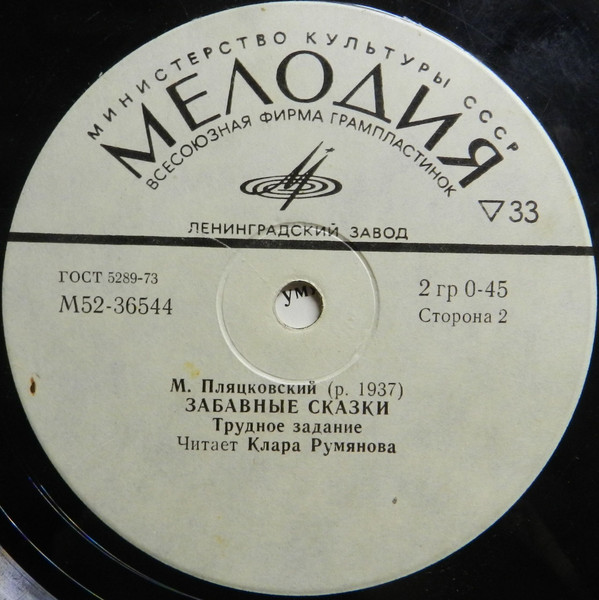 МИНИСТЕРСТВО КУЛЬТУРЫ СССР
МЕЛОДИЯ
ВСЕСОЮЗНАЯ ФИРМА ГРАМПЛАСТИНОК
▽33
ЛЕНИНГРАДСКИЙ ЗАВОД
ГОСТ 5289-73
М52-36544
2 гр 0-45
Сторона 2
М. Пляцковский (р. 1937)
ЗАБАВНЫЕ СКАЗКИ
Трудное задание
Читает Клара Румянова